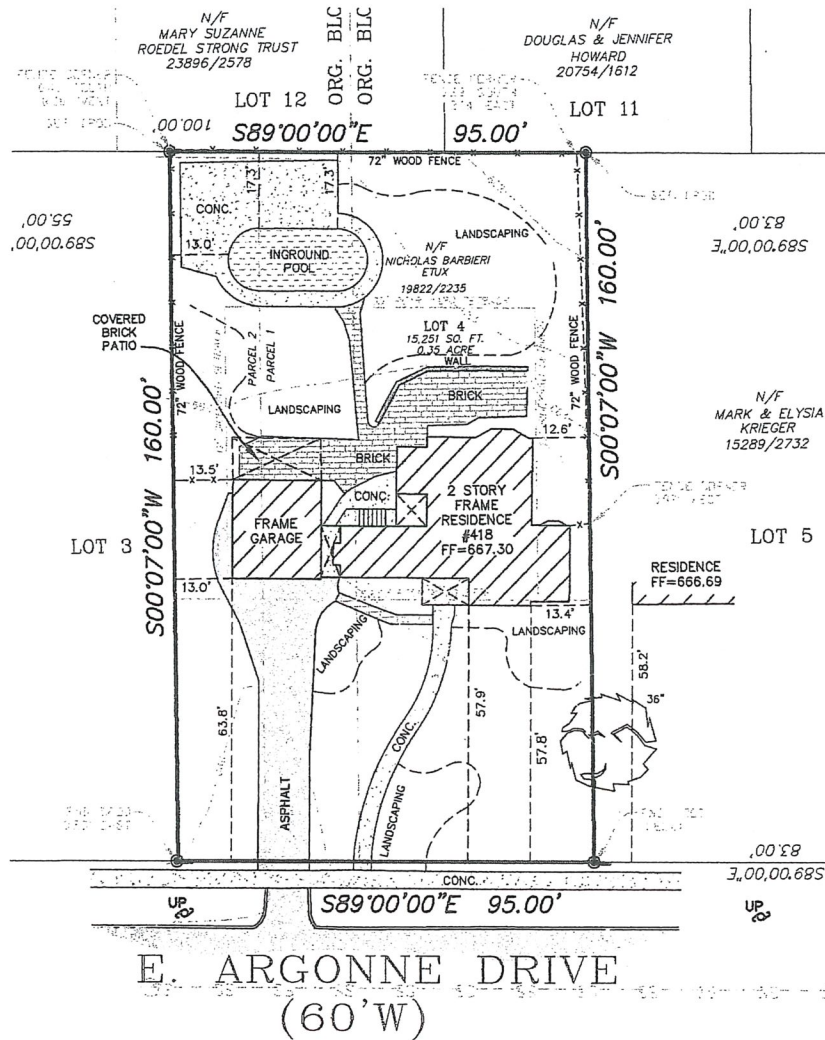 N/F
MARY SUZANNE
ROEDEL STRONG TRUST
23896/2578
ORG. BLC
ORG. BLC
N/F
DOUGLAS & JENNIFER
HOWARD
20754/1612
LOT 12
LOT 11
100.00'
S89°00'00"E 95.00'
72" WOOD FENCE
17.3'
17.3'
CONC.
LANDSCAPING
55.00'
S89°00'00"
83.00'
S89°00'00"E
13.0'
INGROUND
POOL
N/F
NICHOLAS BARBIERI
ETUX
19822/2235
COVERED
BRICK
PATIO
72" WOOD FENCE
S00°07'00"W 160.00'
PARCEL 2
PARCEL 1
LOT 4
15,251 SQ. FT.
0.35 ACRE
WALL
72" WOOD FENCE
S00°07'00"W 160.00'
LANDSCAPING
BRICK
N/F
MARK & ELYSIA
KRIEGER
15289/2732
BRICK
12.6'
13.5'
CONC.
2 STORY
FRAME
RESIDENCE
#418
FF=667.30
FRAME
GARAGE
LOT 3
LOT 5
RESIDENCE
FF=666.69
13.0'
13.4'
LANDSCAPING
LANDSCAPING
58.2'
36"
63.8'
57.9'
57.8'
CONC.
ASPHALT
LANDSCAPING
83.00'
S89°00'00"E
CONC.
UP
S89°00'00"E 95.00'
UP
E. ARGONNE DRIVE
(60'W)